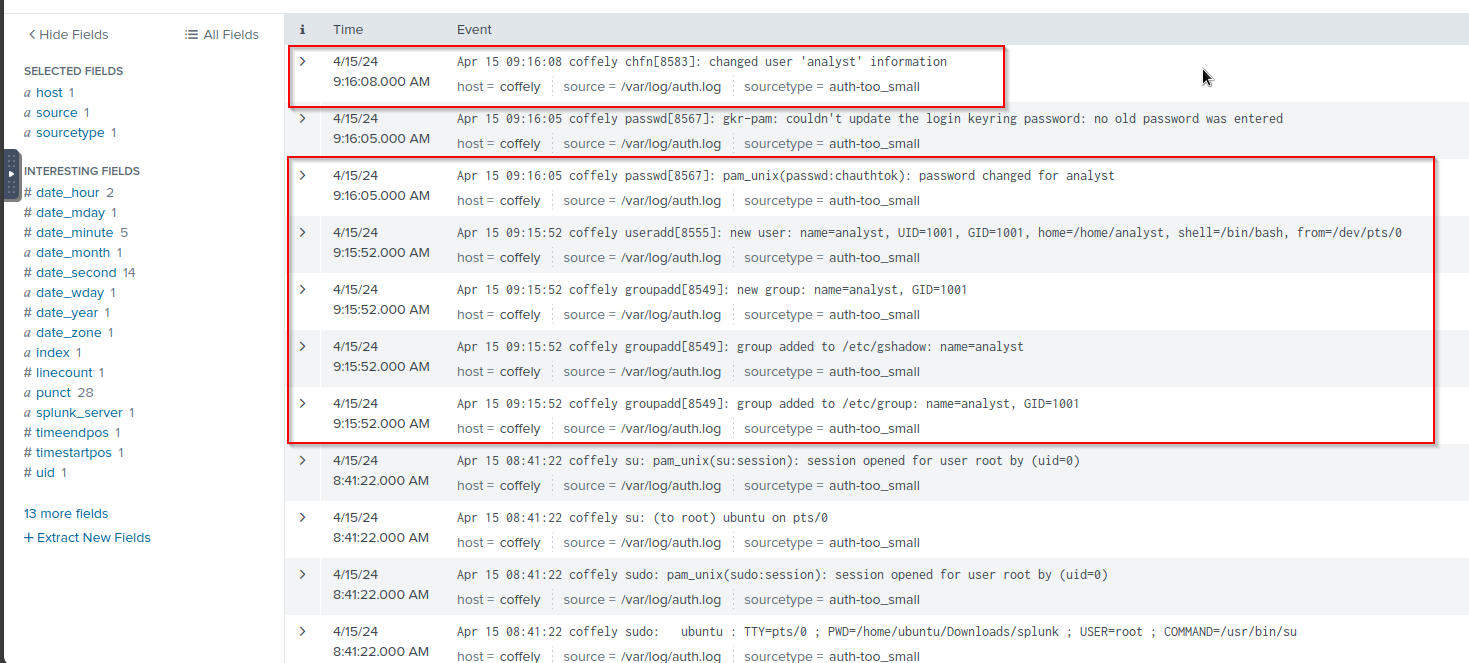 Hide Fields
All Fields
SELECTED FIELDS
a host 1
a source 1
a sourcetype 1
INTERESTING FIELDS
# date_hour 2
# date_mday 1
# date_minute 5
a date_month 1
# date_second 14
a date_wday 1
# date_year 1
a date_zone 1
a index 1
# linecount 1
a punct 28
a splunk_server 1
# timeendpos 1
# timestartpos 1
# uid 1
13 more fields
+ Extract New Fields
i Time Event
4/15/24 Apr 15 09:16:08 coffely chfn[8583]: changed user 'analyst' information
9:16:08.000 AM host = coffely source = /var/log/auth.log sourcetype = auth-too_small
4/15/24 Apr 15 09:16:05 coffely passwd[8567]: gkr-pam: couldn't update the login keyring password: no old password was entered
9:16:05.000 AM host = coffely source = /var/log/auth.log sourcetype = auth-too_small
4/15/24 Apr 15 09:16:05 coffely passwd[8567]: pam_unix(passwd:chauthtok): password changed for analyst
9:16:05.000 AM host = coffely source = /var/log/auth.log sourcetype = auth-too_small
4/15/24 Apr 15 09:15:52 coffely useradd[8555]: new user: name=analyst, UID=1001, GID=1001, home=/home/analyst, shell=/bin/bash, from=/dev/pts/0
9:15:52.000 AM host = coffely source = /var/log/auth.log sourcetype = auth-too_small
4/15/24 Apr 15 09:15:52 coffely groupadd[8549]: new group: name=analyst, GID=1001
9:15:52.000 AM host = coffely source = /var/log/auth.log sourcetype = auth-too_small
4/15/24 Apr 15 09:15:52 coffely groupadd[8549]: group added to /etc/gshadow: name=analyst
9:15:52.000 AM host = coffely source = /var/log/auth.log sourcetype = auth-too_small
4/15/24 Apr 15 09:15:52 coffely groupadd[8549]: group added to /etc/group: name=analyst, GID=1001
9:15:52.000 AM host = coffely source = /var/log/auth.log sourcetype = auth-too_small
4/15/24 Apr 15 08:41:22 coffely su: pam_unix(su:session): session opened for user root by (uid=0)
8:41:22.000 AM host = coffely source = /var/log/auth.log sourcetype = auth-too_small
4/15/24 Apr 15 08:41:22 coffely su: (to root) ubuntu on pts/0
8:41:22.000 AM host = coffely source = /var/log/auth.log sourcetype = auth-too_small
4/15/24 Apr 15 08:41:22 coffely sudo: pam_unix(sudo:session): session opened for user root by (uid=0)
8:41:22.000 AM host = coffely source = /var/log/auth.log sourcetype = auth-too_small
4/15/24 Apr 15 08:41:22 coffely sudo:   ubuntu : TTY=pts/0 ; PWD=/home/ubuntu/Downloads/splunk ; USER=root ; COMMAND=/usr/bin/su
8:41:22.000 AM host = coffely source = /var/log/auth.log sourcetype = auth-too_small